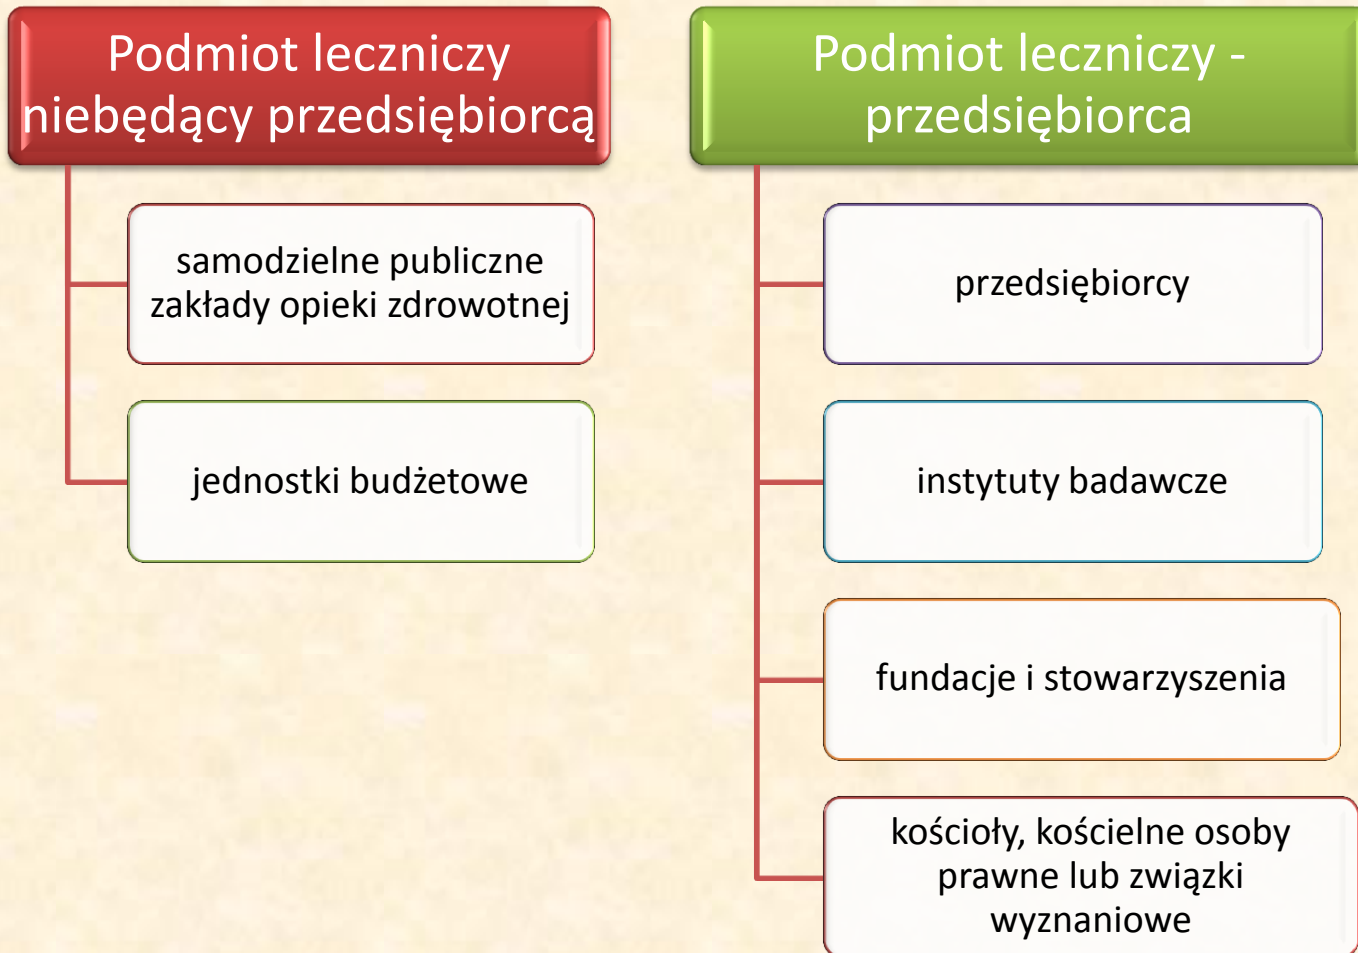 Podmiot leczniczy
niebędący przedsiębiorcą
samodzielne publiczne
zakłady opieki zdrowotnej
jednostki budżetowe
Podmiot leczniczy -
przedsiębiorca
przedsiębiorcy
instytuty badawcze
fundacje i stowarzyszenia
kościoły, kościelne osoby
prawne lub związki
wyznaniowe